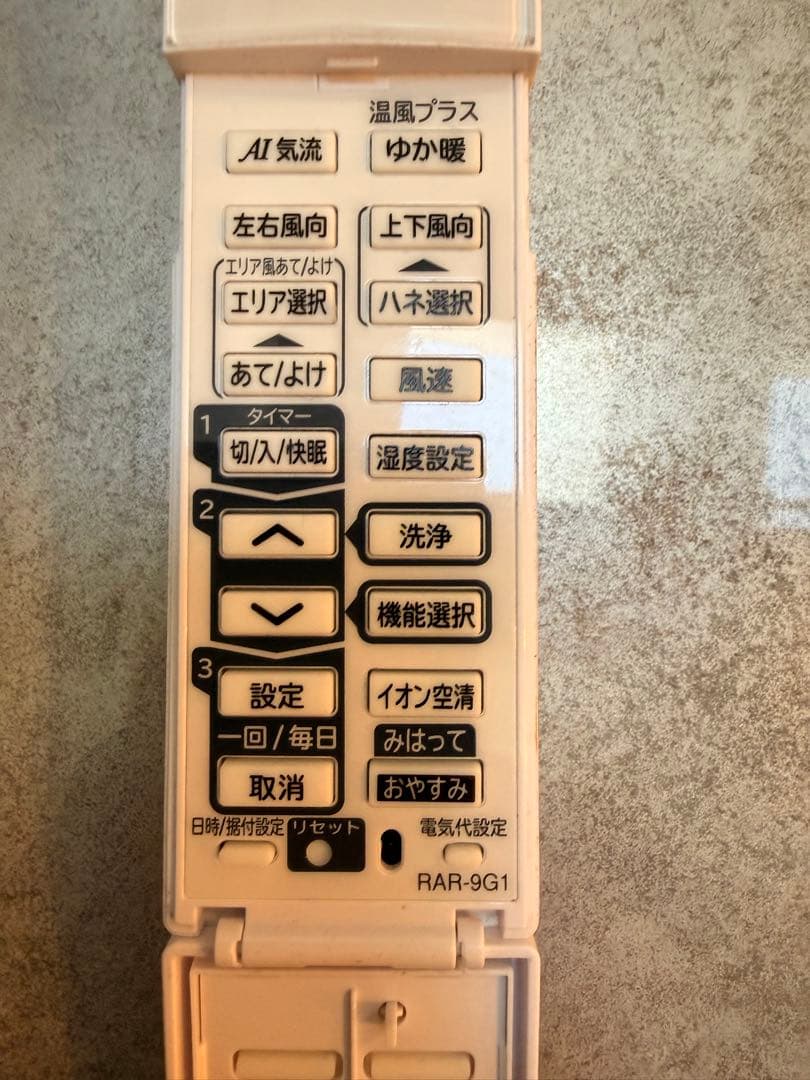 温風プラス
AI 気流
ゆか暖
左右風向
上下風向
エリア風あて/よけ
エリア選択
ハネ選択
あて/よけ
風速
1
タイマー
切/入/快眠
湿度設定
2
洗浄
機能選択
3
設定
イオン空清
一回/毎日
みはって
取消
おやすみ
日時/据付設定
リセット
電気代設定
RAR-9G1